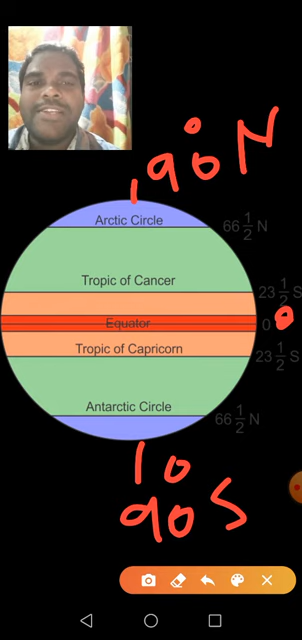 90° N
Arctic Circle
66 1/2 N
Tropic of Cancer
23 1/2 S
Equator 0 0
Tropic of Capricorn
23 1/2 S
Antarctic Circle
66 1/2 N
90 S